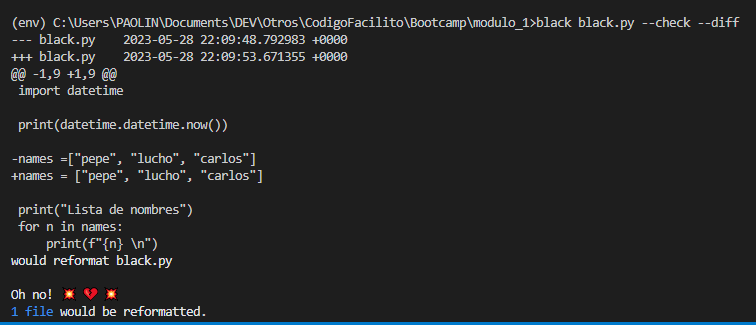 (env) C:\Users\PAOLIN\Documents\DEV\Otros\CodigoFacilito\Bootcamp\modulo_1>black black.py --check --diff
--- black.py    2023-05-28 22:09:48.792983 +0000
+++ black.py    2023-05-28 22:09:53.671355 +0000
@@ -1,9 +1,9 @@
 import datetime

 print(datetime.datetime.now())

-names =["pepe", "lucho", "carlos"]
+names = ["pepe", "lucho", "carlos"]

 print("Lista de nombres")
 for n in names:
     print(f"{n} \n")
would reformat black.py

Oh no! 💥 💔 💥
1 file would be reformatted.